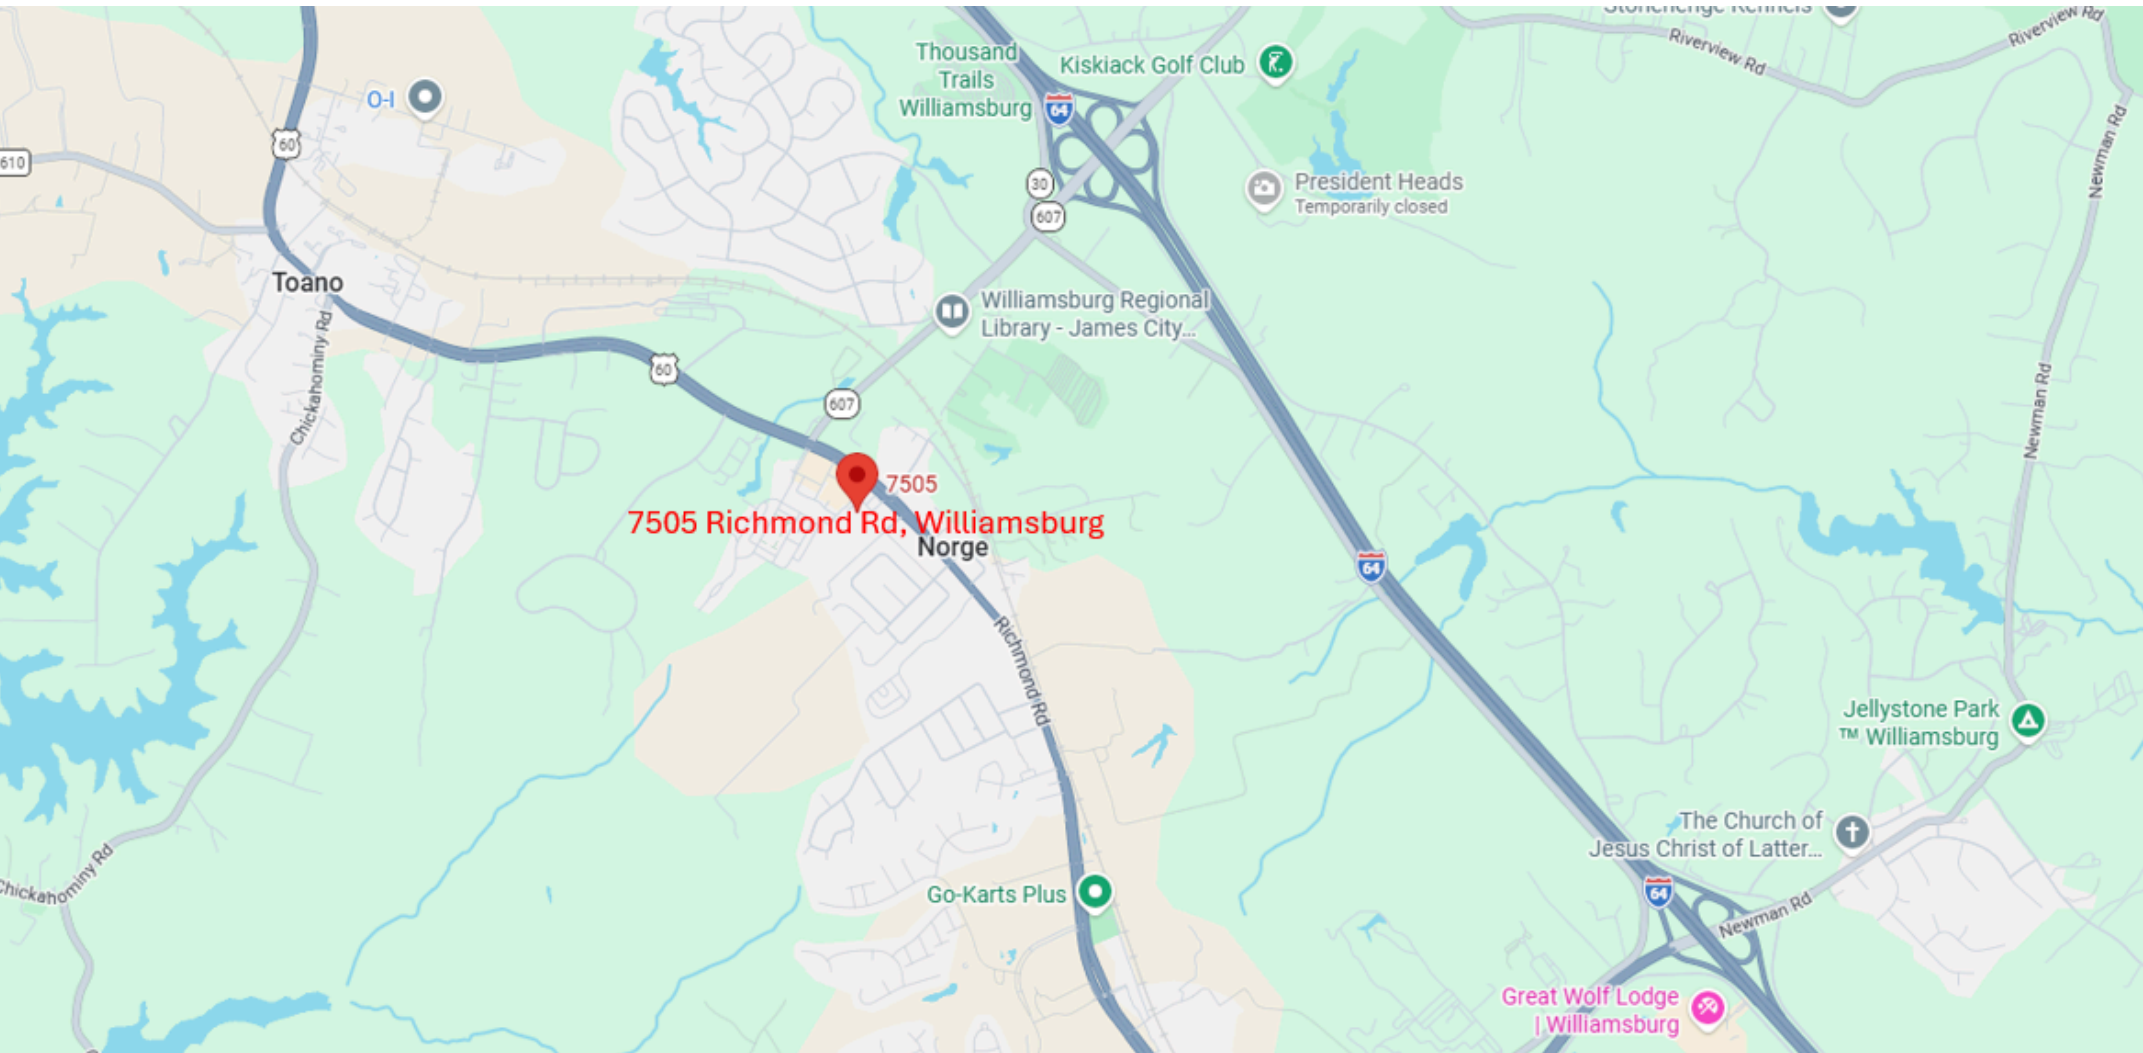 Stonehenge Kennels
Riverview Rd
Riverview Rd
Thousand
Trails
Williamsburg
Kiskiack Golf Club
64
O-I
60
610
Newman Rd
30
607
President Heads
Temporarily closed
Toano
Williamsburg Regional
Library - James City...
Chickahominy Rd
60
607
Newman Rd
7505
7505 Richmond Rd, Williamsburg
Norge
64
Richmond Rd
Jellystone Park
™ Williamsburg
The Church of
Jesus Christ of Latter...
Chickahominy Rd
Go-Karts Plus
64
Newman Rd
Great Wolf Lodge
| Williamsburg